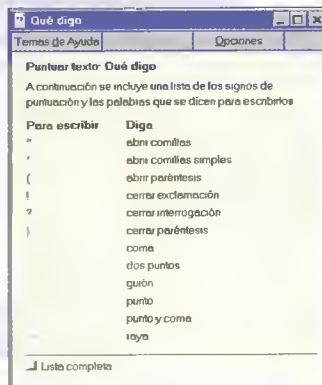 Qué digo
Temas de Ayuda Opciones
Puntuar texto: Qué digo
A continuación se incluye una lista de los signos de
puntuación y las palabras que se dicen para escribirlos
Para escribir Diga
" abrir comillas
' abrir comillas simples
( abrir paréntesis
! cerrar exclamación
? cerrar interrogación
) cerrar paréntesis
coma
dos puntos
guión
punto
punto y coma
raya
Lista completa